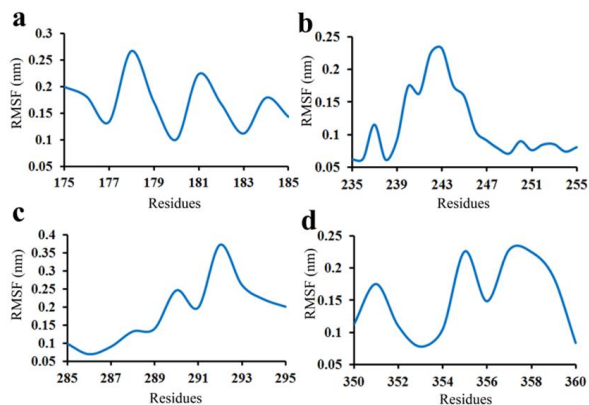 a
0.3
0.25
0.2
0.15
0.1
0.05
RMSF (nm)
175 177 179 181 183 185
Residues
b
0.25
0.2
0.15
0.1
0.05
RMSF (nm)
235 239 243 247 251 255
Residues
c
0.4
0.35
0.3
0.25
0.2
0.15
0.1
0.05
RMSF (nm)
285 287 289 291 293 295
Residues
d
0.25
0.2
0.15
0.1
0.05
RMSF (nm)
350 352 354 356 358 360
Residues